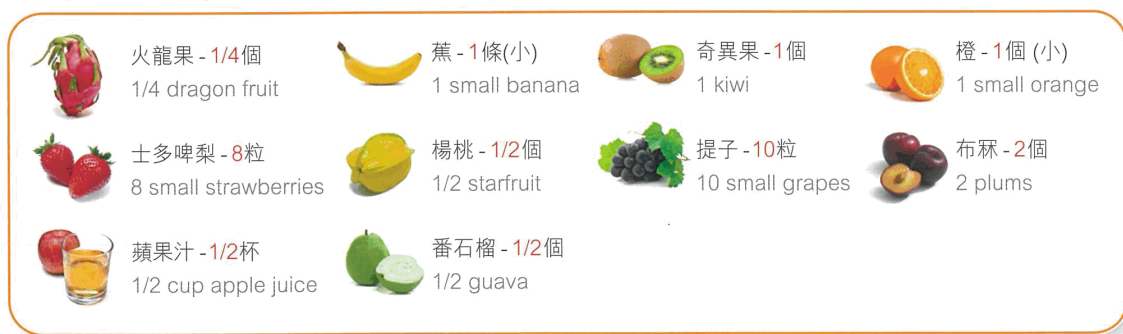 火龍果 - 1/4個
1/4 dragon fruit
蕉 - 1條(小)
1 small banana
奇異果 - 1個
1 kiwi
橙 - 1個 (小)
1 small orange
士多啤梨 - 8粒
8 small strawberries
楊桃 - 1/2個
1/2 starfruit
提子 - 10粒
10 small grapes
布冧 - 2個
2 plums
蘋果汁 - 1/2杯
1/2 cup apple juice
番石榴 - 1/2個
1/2 guava